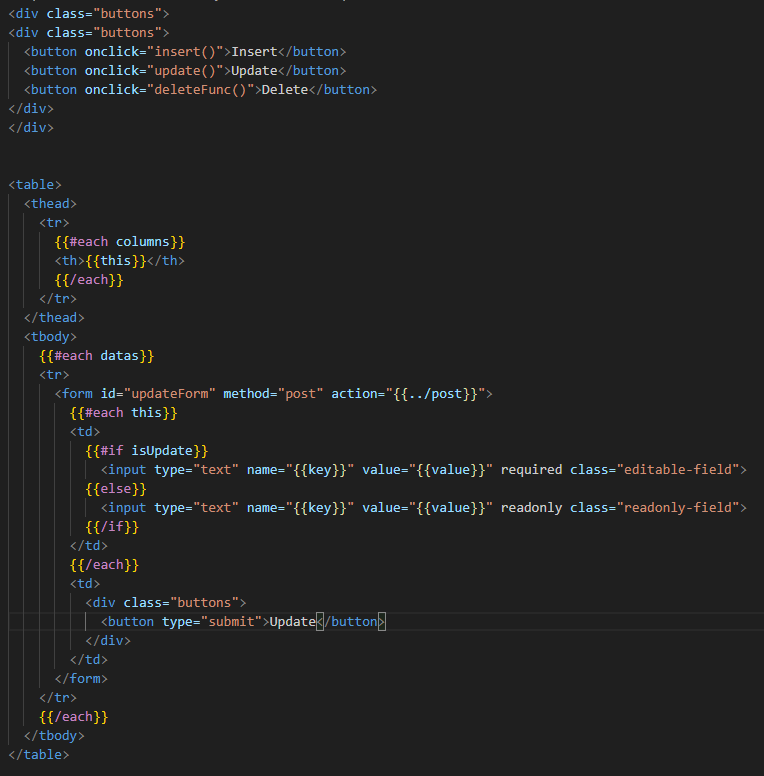 <div class="buttons">
<div class="buttons">
  <button onclick="insert()">Insert</button>
  <button onclick="update()">Update</button>
  <button onclick="deleteFunc()">Delete</button>
</div>
</div>


<table>
  <thead>
    <tr>
      {{#each columns}}
      <th>{{this}}</th>
      {{/each}}
    </tr>
  </thead>
  <tbody>
    {{#each datas}}
    <tr>
      <form id="updateForm" method="post" action="{{../post}}">
        {{#each this}}
        <td>
          {{#if isUpdate}}
            <input type="text" name="{{key}}" value="{{value}}" required class="editable-field">
          {{else}}
            <input type="text" name="{{key}}" value="{{value}}" readonly class="readonly-field">
          {{/if}}
        </td>
        {{/each}}
        <td>
          <div class="buttons">
            <button type="submit">Update</button>
          </div>
        </td>
      </form>
    </tr>
    {{/each}}
  </tbody>
</table>